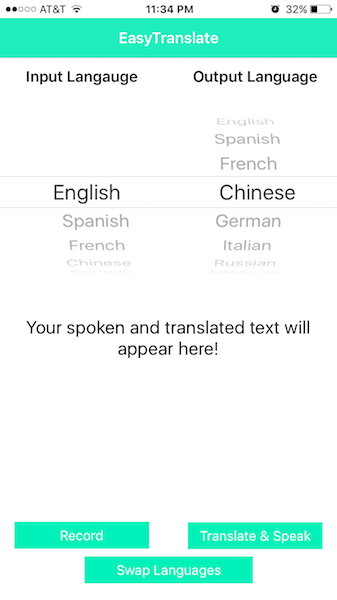 AT&T 11:34 PM 32%
EasyTranslate
Input Langauge Output Language
English
Spanish
French
English Chinese
Spanish German
French Italian
Chinese Russian
Your spoken and translated text will
appear here!
Record Translate & Speak
Swap Languages